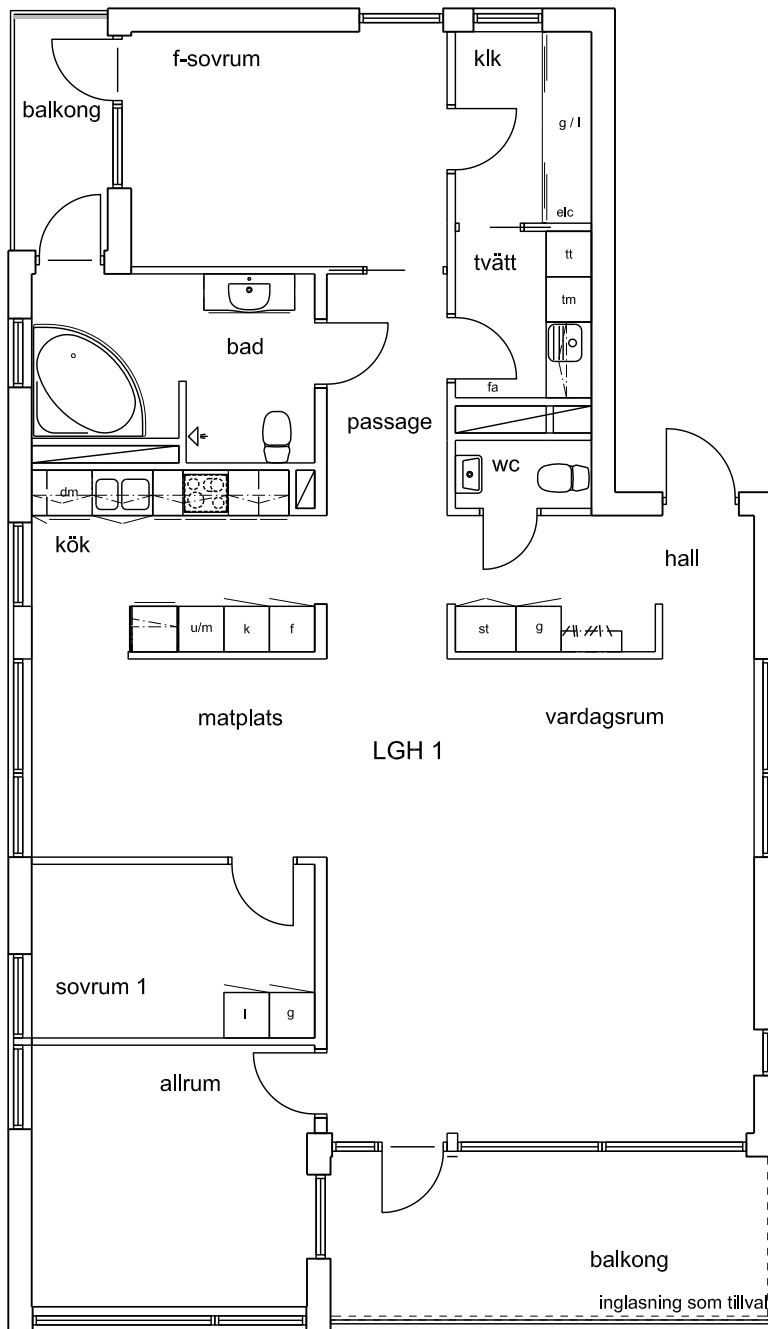 f-sovrum
klk
balkong
g / l
elc
tvätt
tt
tm
bad
fa
passage
wc
dm
kök
hall
u/m
k
f
st
g
matplats
vardagsrum
LGH 1
sovrum 1
l
g
allrum
balkong
inglasning som tillval